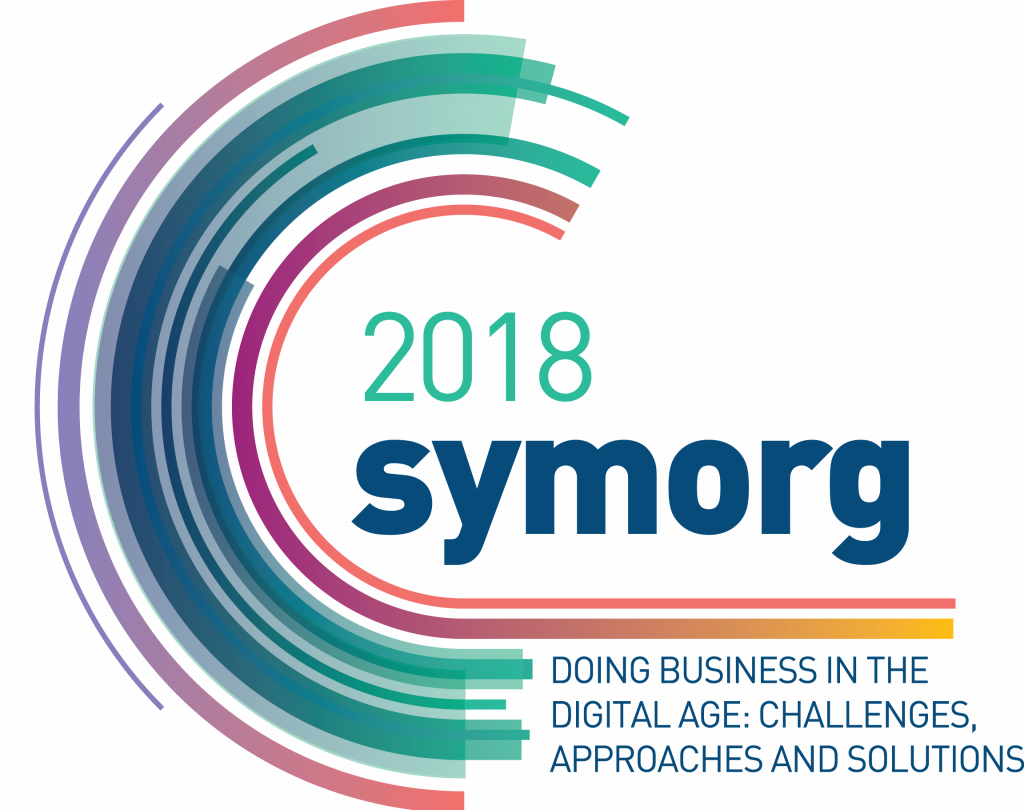 2018
symorg
DOING BUSINESS IN THE
DIGITAL AGE: CHALLENGES,
APPROACHES AND SOLUTIONS